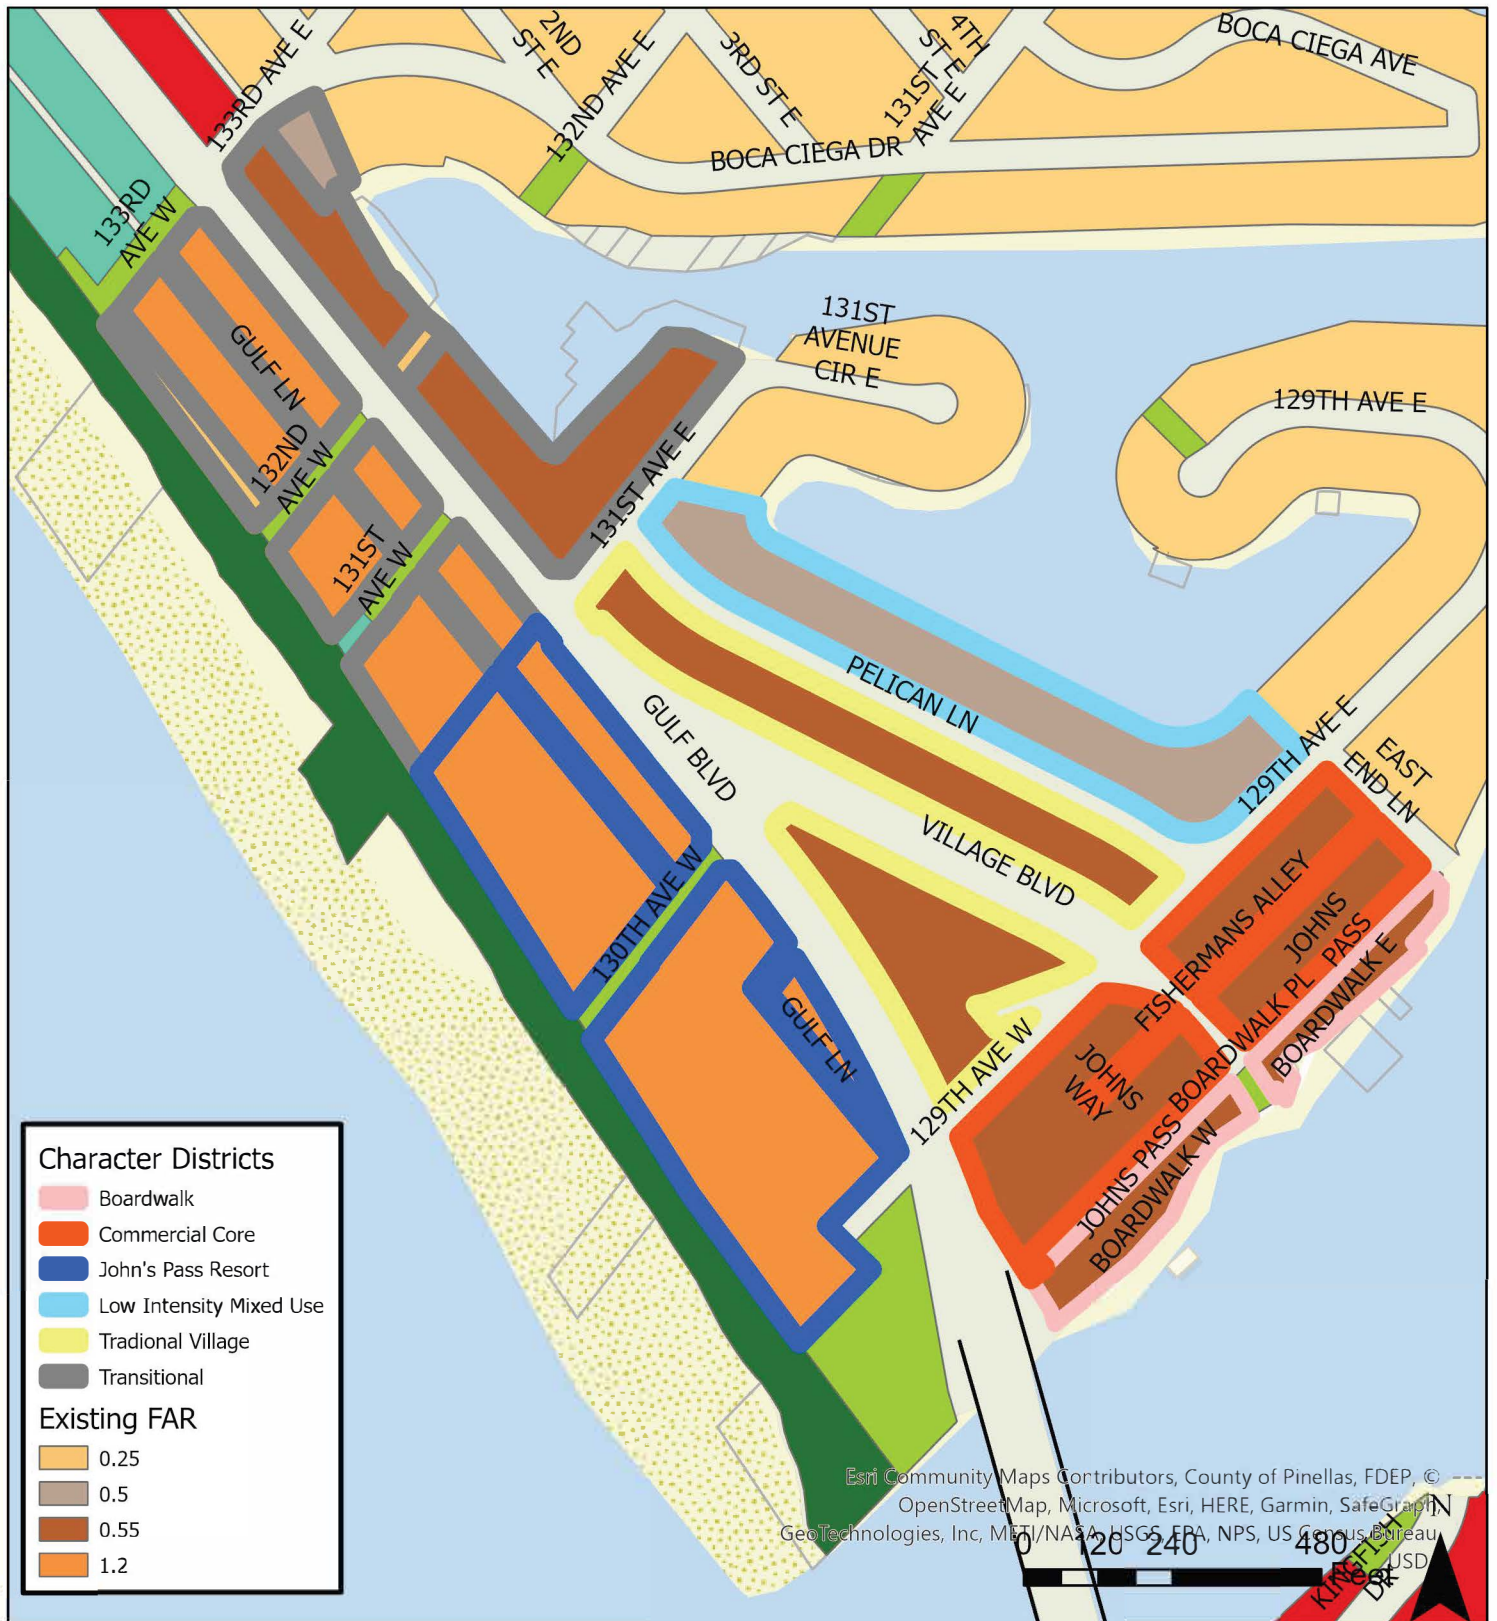 133RD AVE E
2ND
ST E
132ND AVE E
3RD ST E
4TH
ST E
131ST
AVE E
BOCA CIEGA AVE
BOCA CIEGA DR
133RD
AVE W
GULF LN
132ND
AVE W
131ST
AVE W
131ST
AVENUE
CIR E
129TH AVE E
131ST AVE E
PELICAN LN
GULF BLVD
VILLAGE BLVD
129TH AVE E
EAST
END LN
130TH AVE W
GULF LN
129TH AVE W
FISHERMANS ALLEY
JOHNS
PASS
JOHNS
WAY
JOHNS PASS BOARDWALK PL
BOARDWALK E
BOARDWALK W
Character Districts
Boardwalk
Commercial Core
John's Pass Resort
Low Intensity Mixed Use
Tradional Village
Transitional
Existing FAR
0.25
0.5
0.55
1.2
Esri Community Maps Contributors, County of Pinellas, FDEP, ©
OpenStreetMap, Microsoft, Esri, HERE, Garmin, SafeGraph,
GeoTechnologies, Inc, METI/NASA, USGS, EPA, NPS, US Census Bureau,
USD
0 120 240 480
Feet
KINGFISH
DR
N